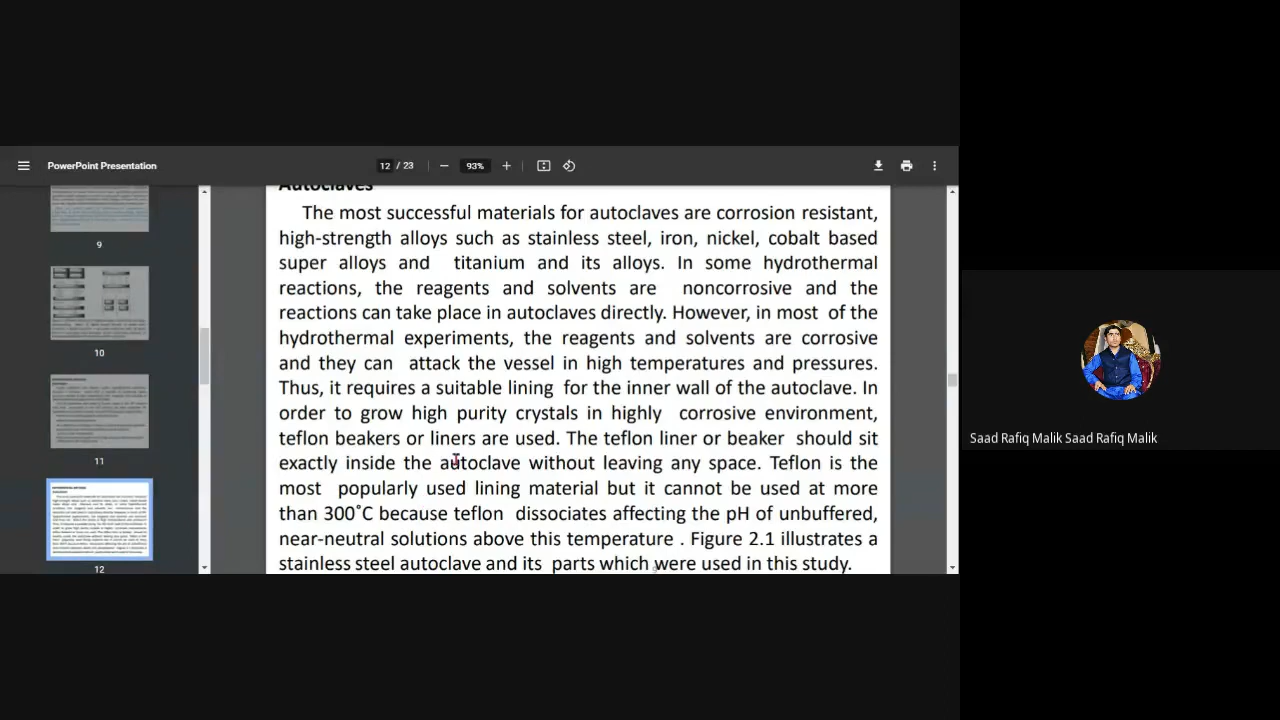 PowerPoint Presentation
12 / 23
93%
9
10
11
12
Autoclaves
The most successful materials for autoclaves are corrosion resistant,
high-strength alloys such as stainless steel, iron, nickel, cobalt based
super alloys and titanium and its alloys. In some hydrothermal
reactions, the reagents and solvents are noncorrosive and the
reactions can take place in autoclaves directly. However, in most of the
hydrothermal experiments, the reagents and solvents are corrosive
and they can attack the vessel in high temperatures and pressures.
Thus, it requires a suitable lining for the inner wall of the autoclave. In
order to grow high purity crystals in highly corrosive environment,
teflon beakers or liners are used. The teflon liner or beaker should sit
exactly inside the autoclave without leaving any space. Teflon is the
most popularly used lining material but it cannot be used at more
than 300˚C because teflon dissociates affecting the pH of unbuffered,
near-neutral solutions above this temperature . Figure 2.1 illustrates a
stainless steel autoclave and its parts which were used in this study.
Saad Rafiq Malik Saad Rafiq Malik